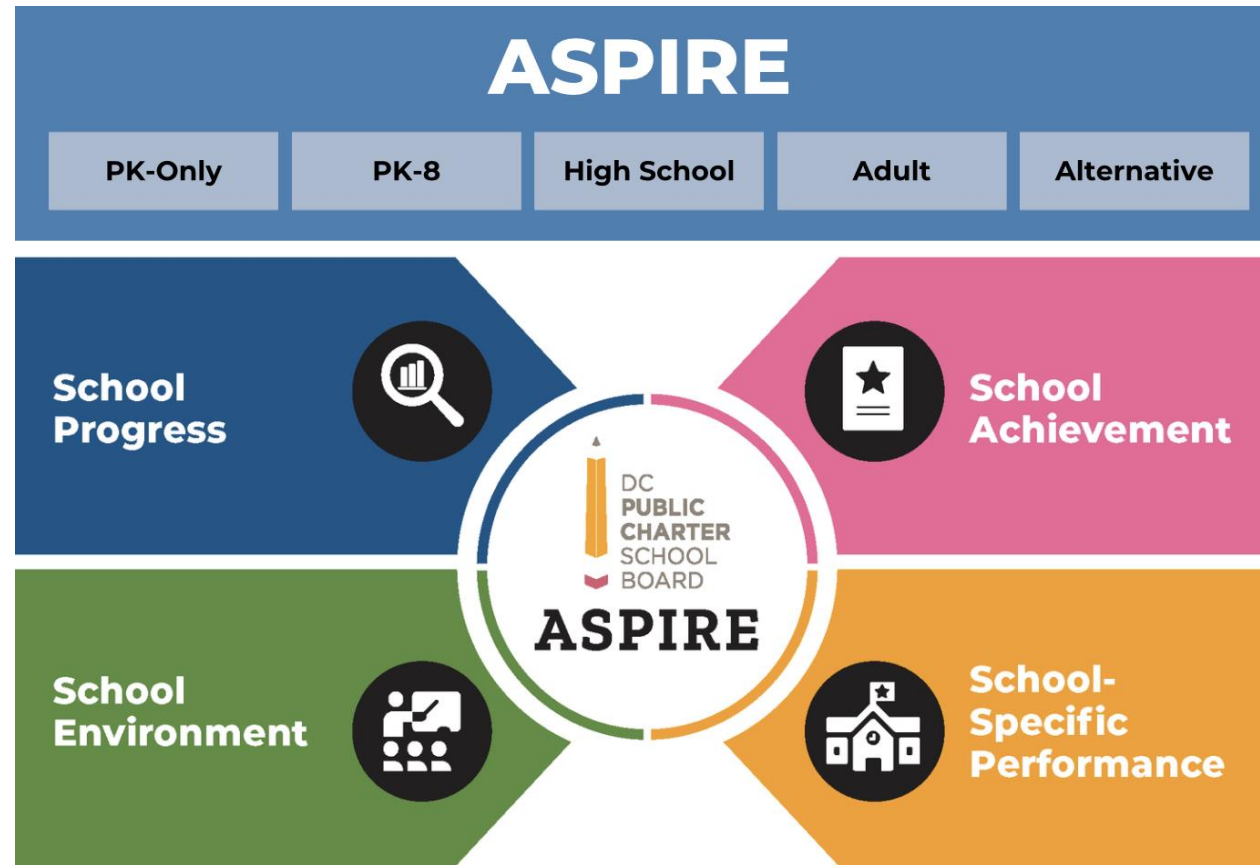 ASPIRE
PK-Only
PK-8
High School
Adult
Alternative
School
Progress
School
Achievement
DC
PUBLIC
CHARTER
SCHOOL
BOARD
ASPIRE
School
Environment
School-
Specific
Performance